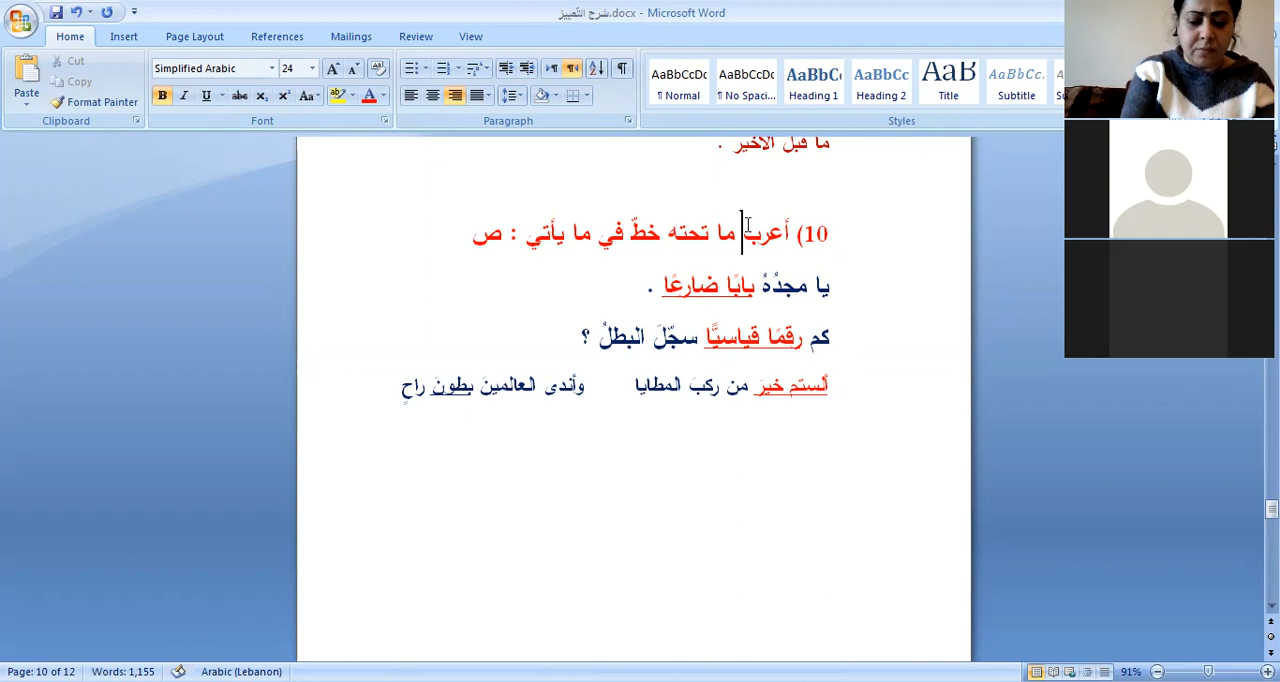 شرح التّمييز.docx - Microsoft Word
Home Insert Page Layout References Mailings Review View
Cut
Copy
Paste
Format Painter
Clipboard
Simplified Arabic 24
Font
Paragraph
AaBbCcDc AaBbCcDc AaBbC( AaBbCc AaB AaBbCc.
¶ Normal ¶ No Spaci... Heading 1 Heading 2 Title Subtitle
Styles
ما قبل الأخير .
10) أعرب ما تحته خطّ في ما يأتي : ص
يا مجدُهُ بابًا ضارعًا .
كم رقمًا قياسيًّا سجّلَ البطلُ ؟
ألستم خيرَ من ركبَ المطايا وأندى العالمينَ بطونَ راحٍ
Page: 10 of 12 Words: 1,155 Arabic (Lebanon) 91%